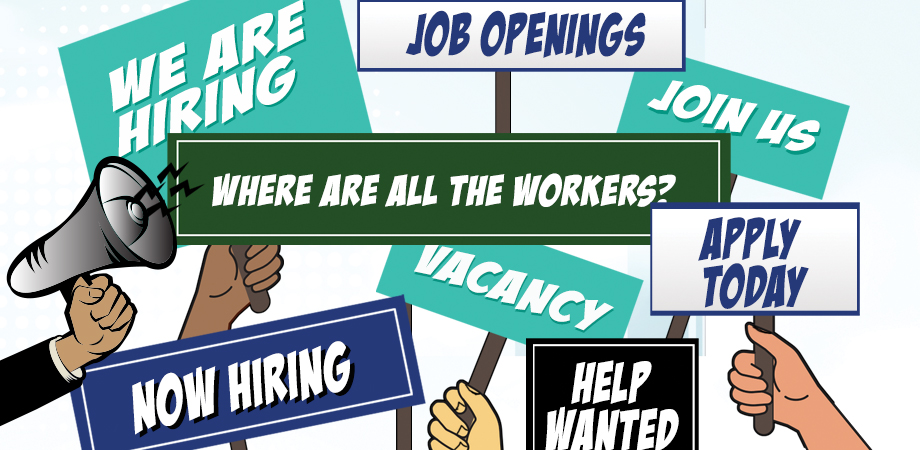 WE ARE
HIRING
JOB OPENINGS
JOIN US
WHERE ARE ALL THE WORKERS?
APPLY
TODAY
VACANCY
NOW HIRING
HELP
WANTED